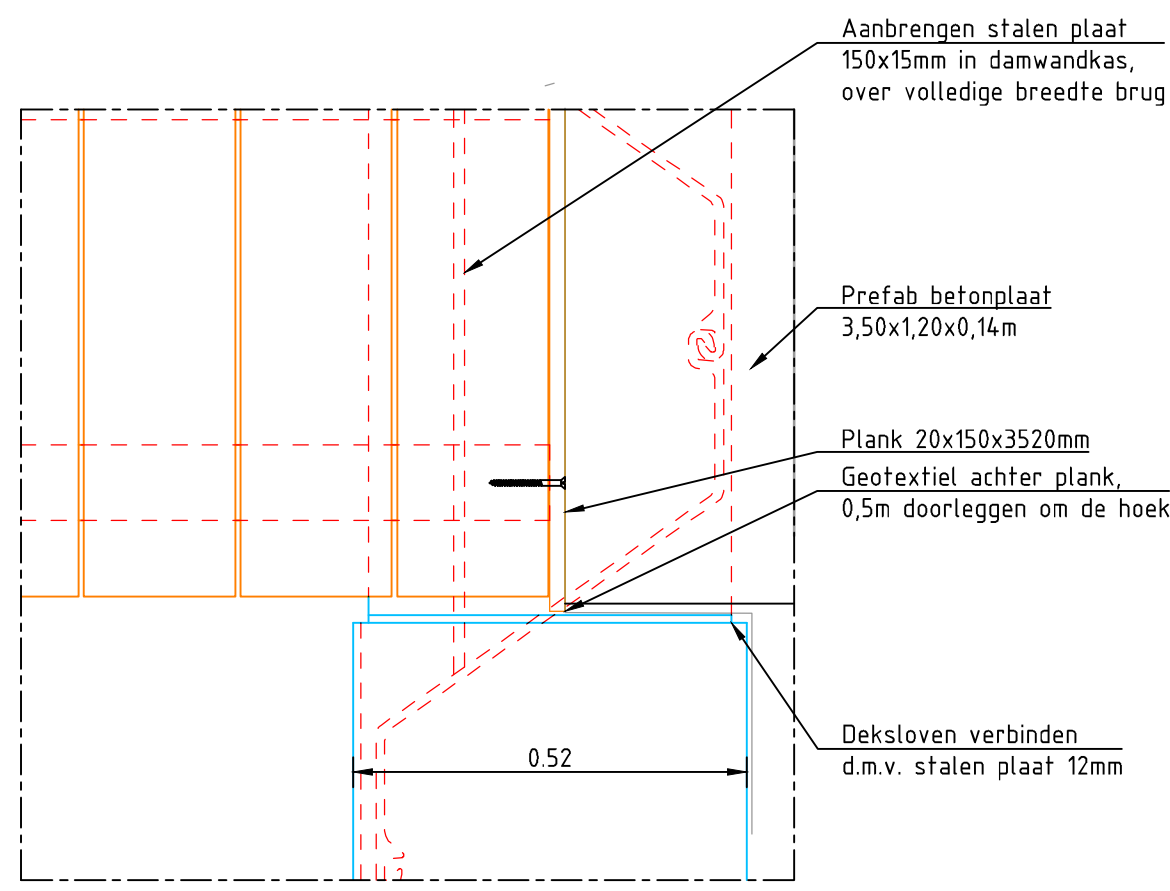 Aanbrengen stalen plaat
150x15mm in damwandkas,
over volledige breedte brug
Prefab betonplaat
3,50x1,20x0,14m
Plank 20x150x3520mm
Geotextiel achter plank,
0,5m doorleggen om de hoek
Deksloven verbinden
d.m.v. stalen plaat 12mm
0.52